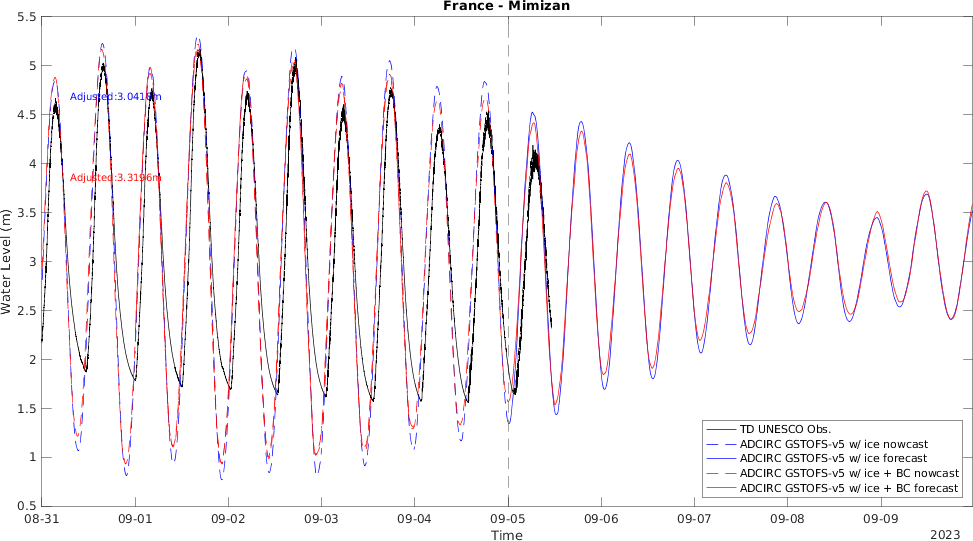 France - Mimizan
5.5
5
4.5
4
3.5
3
2.5
2
1.5
1
0.5
Water Level (m)
Adjusted:3.3196m
08-31 09-01 09-02 09-03 09-04 09-05 09-06 09-07 09-08 09-09
Time
2023
TD UNESCO Obs.
ADCIRC GSTOFS-v5 w/ ice nowcast
ADCIRC GSTOFS-v5 w/ ice forecast
ADCIRC GSTOFS-v5 w/ ice + BC nowcast
ADCIRC GSTOFS-v5 w/ ice + BC forecast